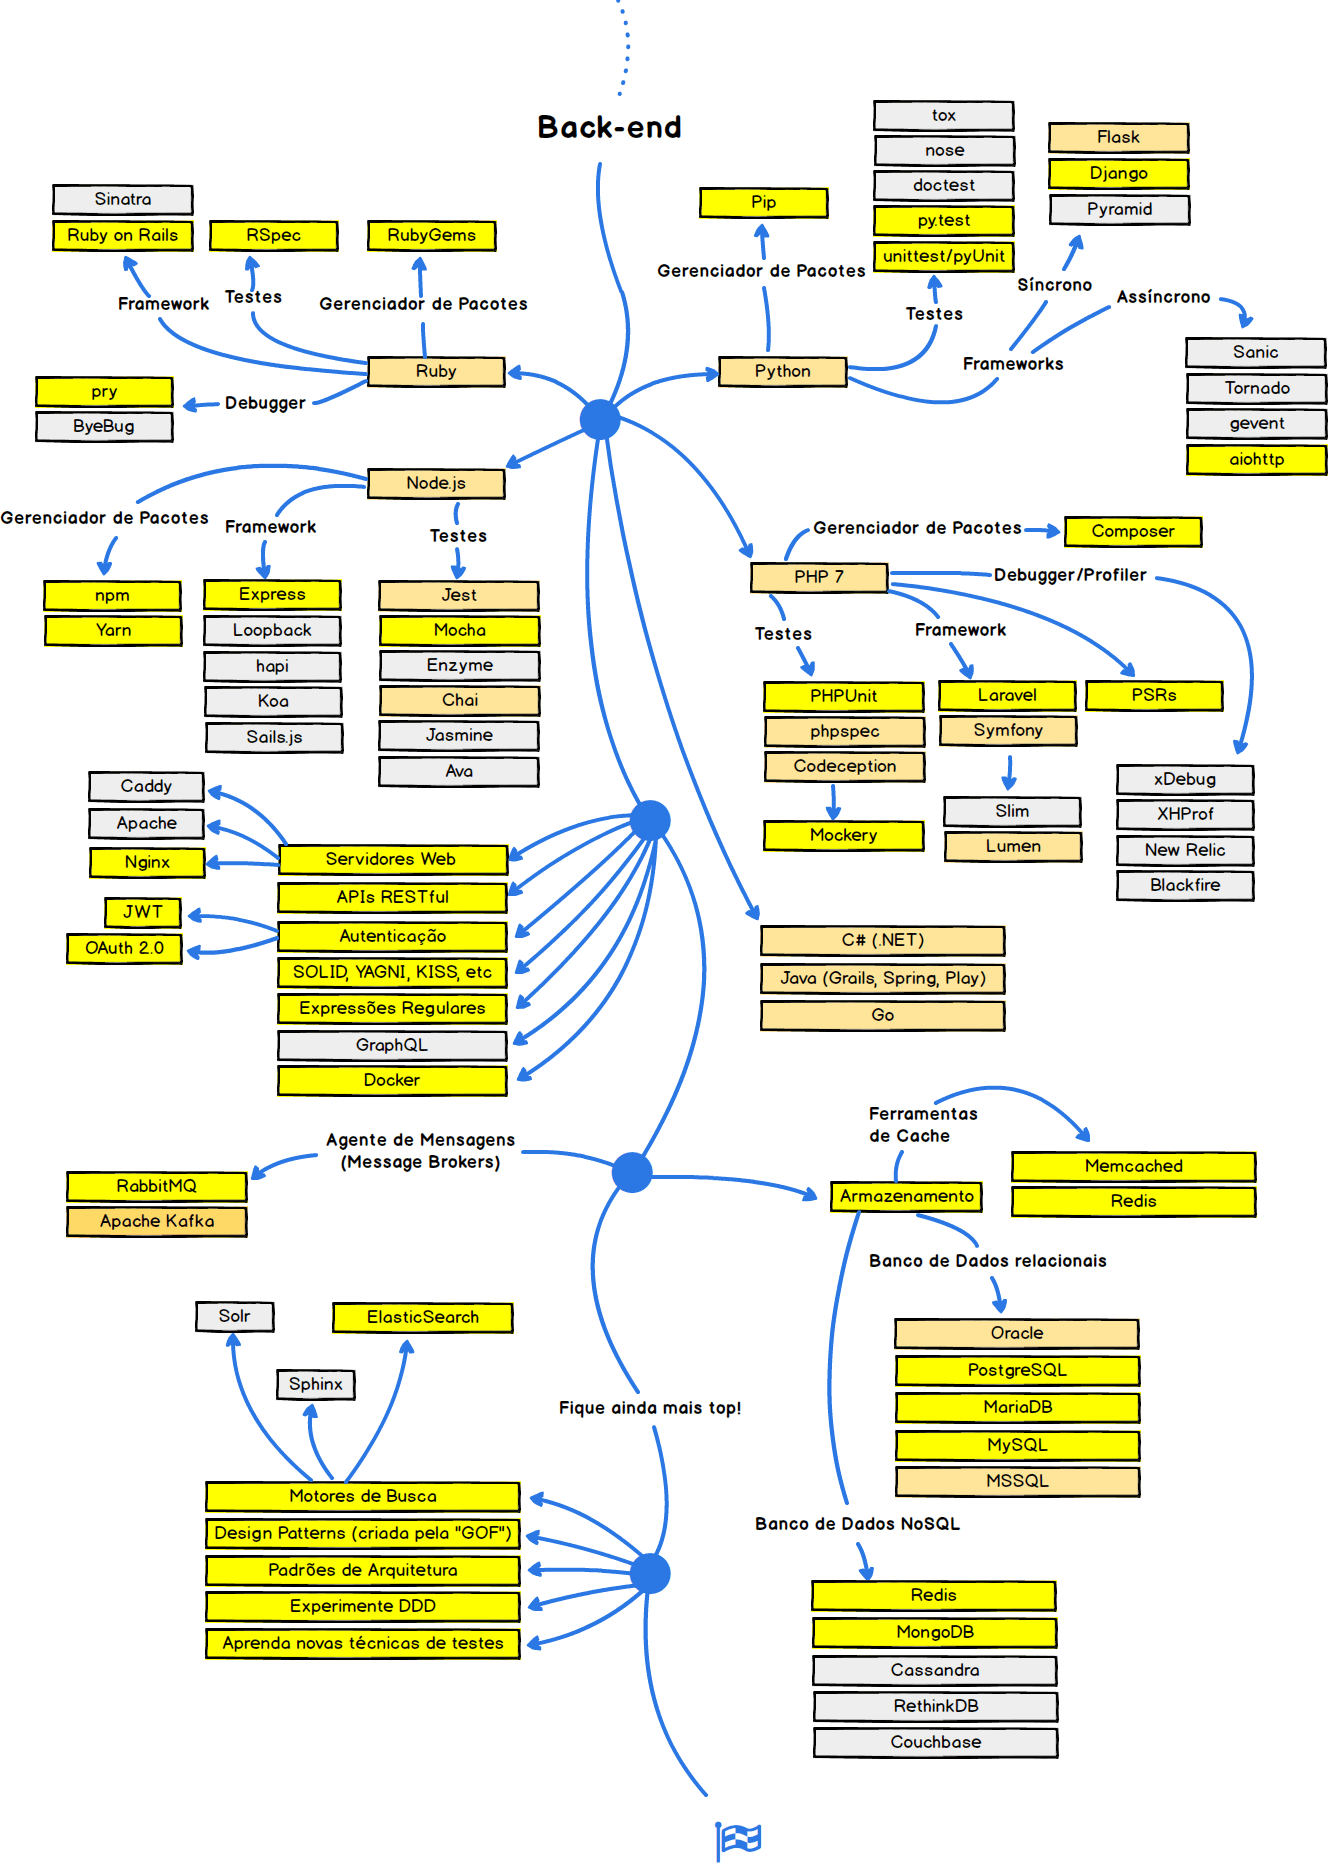 Back-end
Sinatra
Ruby on Rails
RSpec
RubyGems
Framework
Testes
Gerenciador de Pacotes
Ruby
pry
ByeBug
Debugger
Pip
Gerenciador de Pacotes
tox
nose
doctest
py.test
unittest/pyUnit
Testes
Flask
Django
Pyramid
Síncrono
Assíncrono
Frameworks
Python
Sanic
Tornado
gevent
aiohttp
Node.js
Gerenciador de Pacotes
Framework
Testes
npm
Yarn
Express
Loopback
hapi
Koa
Sails.js
Jest
Mocha
Enzyme
Chai
Jasmine
Ava
Gerenciador de Pacotes
Composer
PHP 7
Debugger/Profiler
Testes
Framework
PHPUnit
phpspec
Codeception
Mockery
Laravel
Symfony
Slim
Lumen
PSRs
xDebug
XHProf
New Relic
Blackfire
Caddy
Apache
Nginx
JWT
OAuth 2.0
Servidores Web
APIs RESTful
Autenticação
SOLID, YAGNI, KISS, etc
Expressões Regulares
GraphQL
Docker
C# (.NET)
Java (Grails, Spring, Play)
Go
Agente de Mensagens
(Message Brokers)
RabbitMQ
Apache Kafka
Ferramentas
de Cache
Memcached
Redis
Armazenamento
Banco de Dados relacionais
Oracle
PostgreSQL
MariaDB
MySQL
MSSQL
Banco de Dados NoSQL
Redis
MongoDB
Cassandra
RethinkDB
Couchbase
Solr
ElasticSearch
Sphinx
Fique ainda mais top!
Motores de Busca
Design Patterns (criada pela "GOF")
Padrões de Arquitetura
Experimente DDD
Aprenda novas técnicas de testes